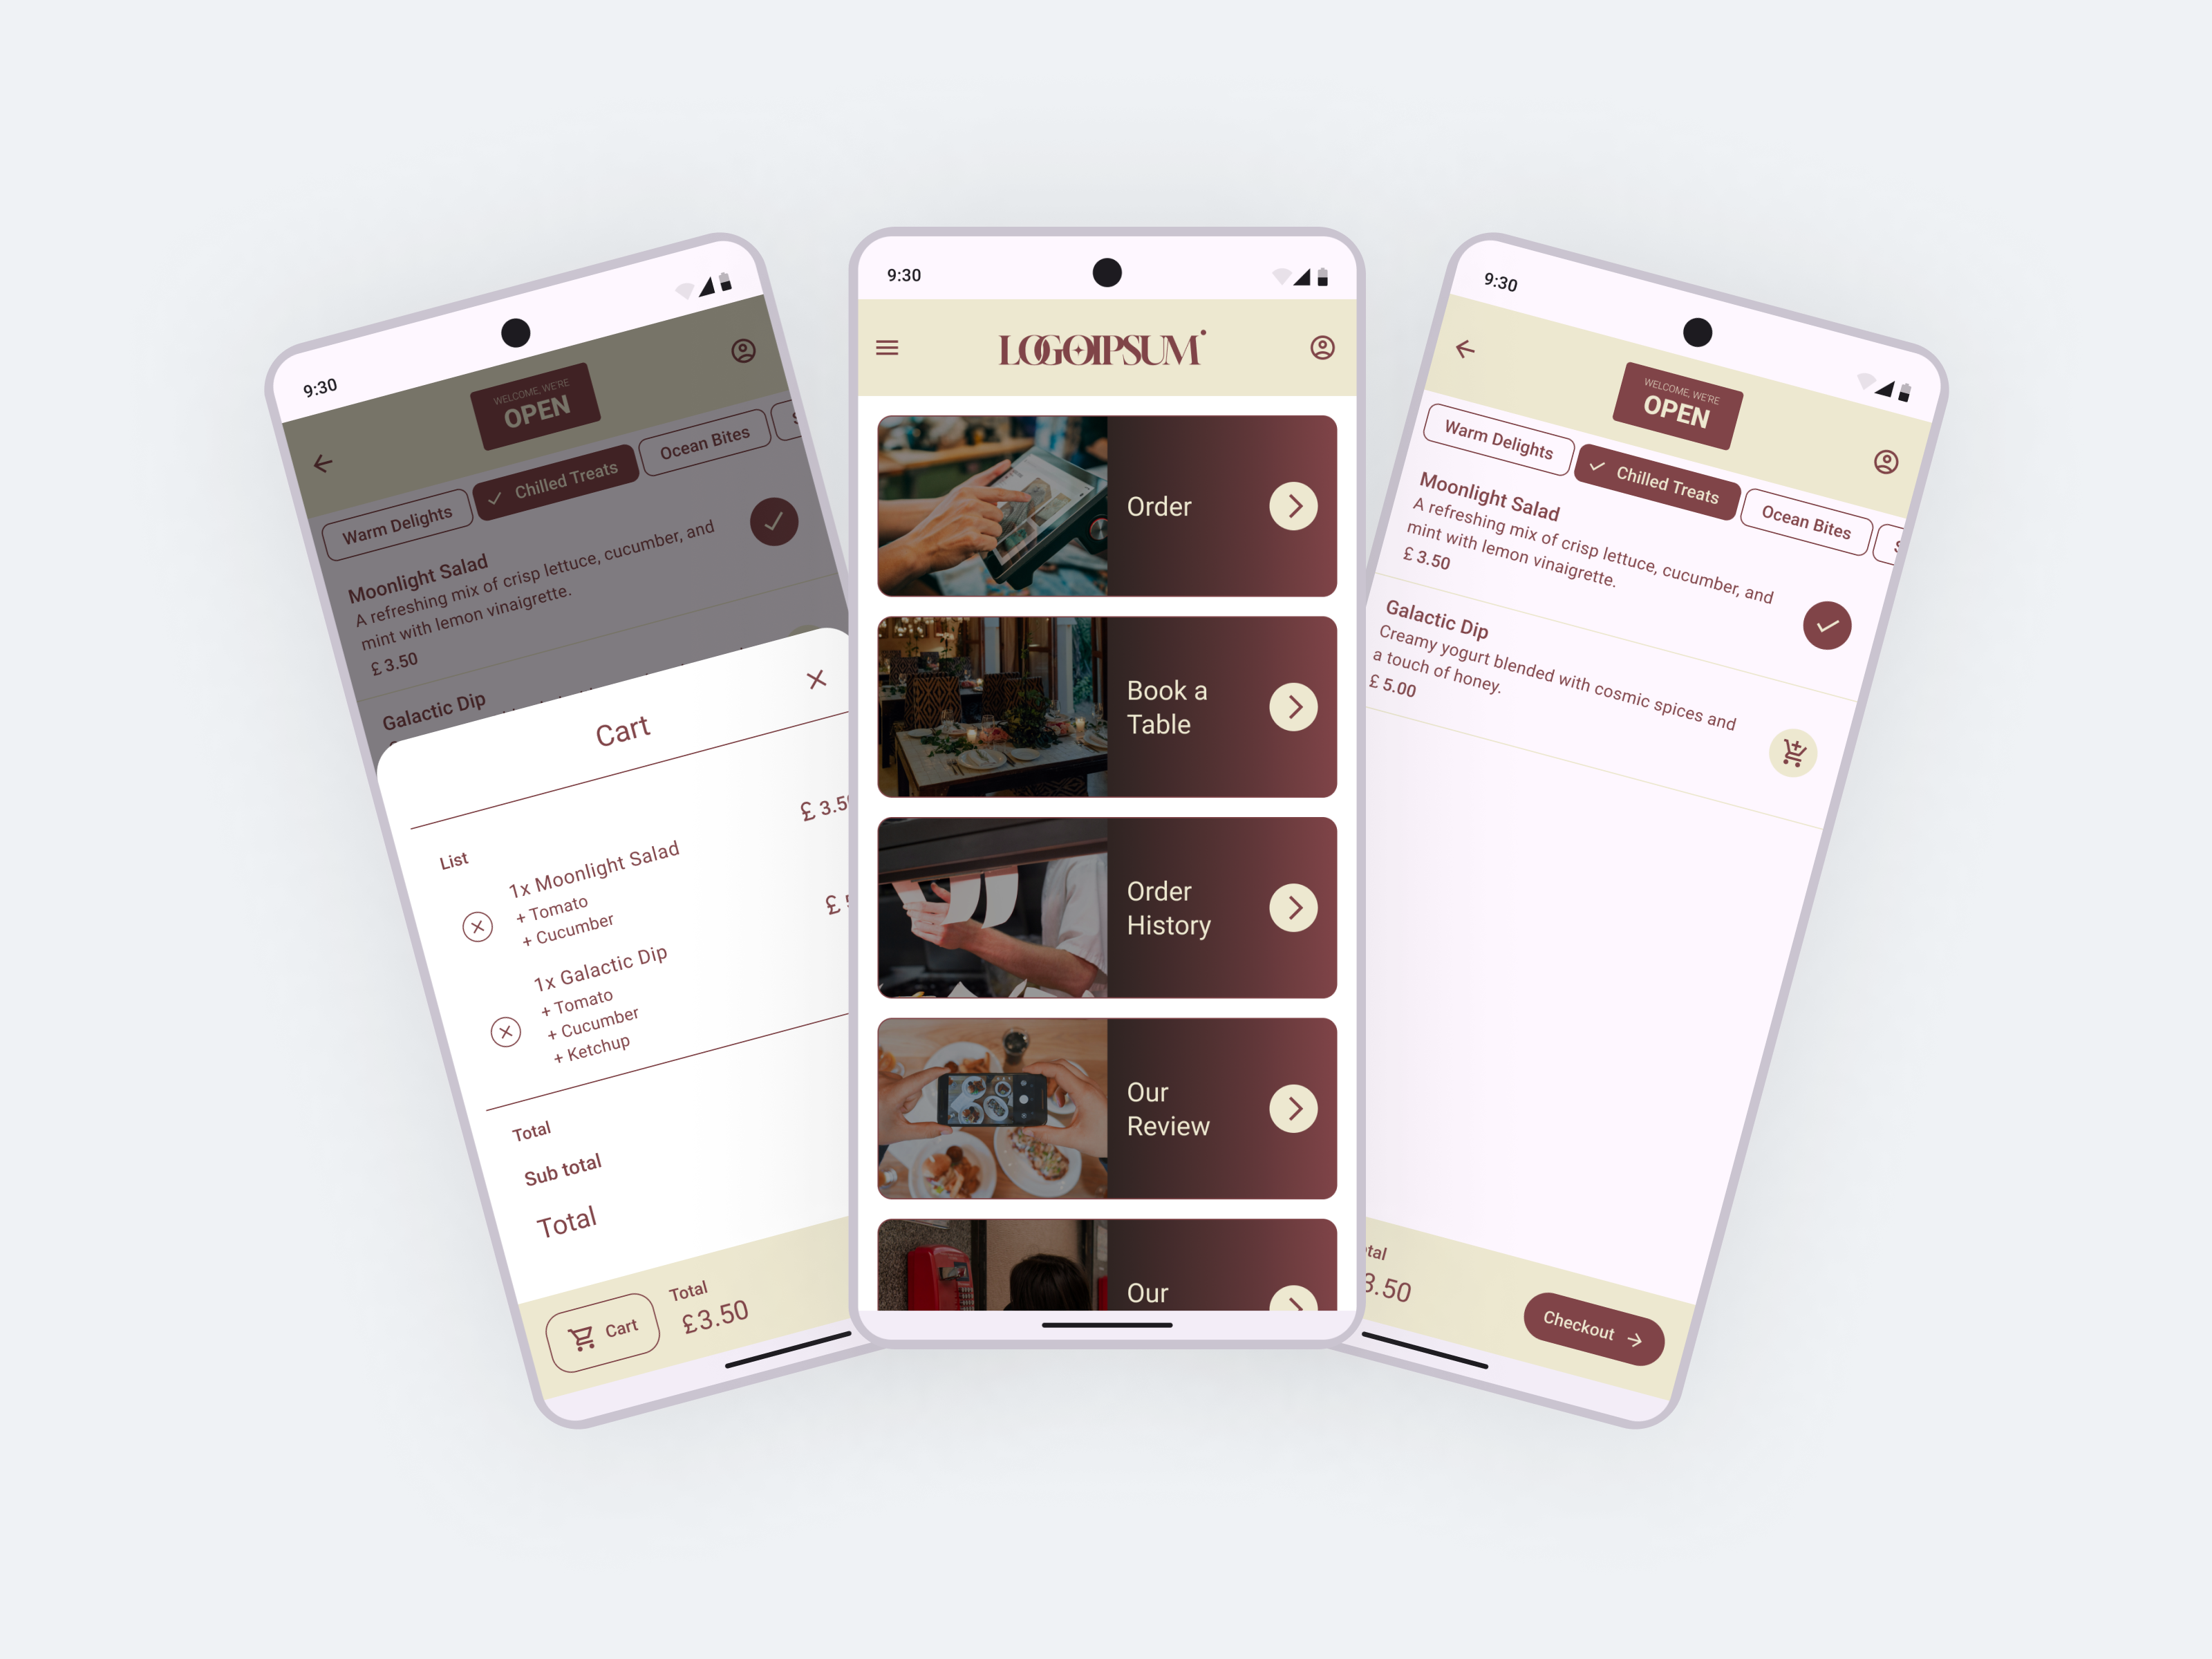 9:30
WELCOME, WE'RE
OPEN
Warm Delights
Chilled Treats
Ocean Bites
S
Moonlight Salad
A refreshing mix of crisp lettuce, cucumber, and
mint with lemon vinaigrette.
£ 3.50
Galactic Dip
Cart
List
£ 3.50
1x Moonlight Salad
+ Tomato
+ Cucumber
£ 5
1x Galactic Dip
+ Tomato
+ Cucumber
+ Ketchup
Total
Sub total
Total
Cart
Total
£3.50
9:30
LOGOIPSUM
Order
Book a
Table
Order
History
Our
Review
Our
9:30
WELCOME, WE'RE
OPEN
Warm Delights
Chilled Treats
Ocean Bites
S
Moonlight Salad
A refreshing mix of crisp lettuce, cucumber, and
mint with lemon vinaigrette.
£ 3.50
Galactic Dip
Creamy yogurt blended with cosmic spices and
a touch of honey.
£ 5.00
tal
3.50
Checkout